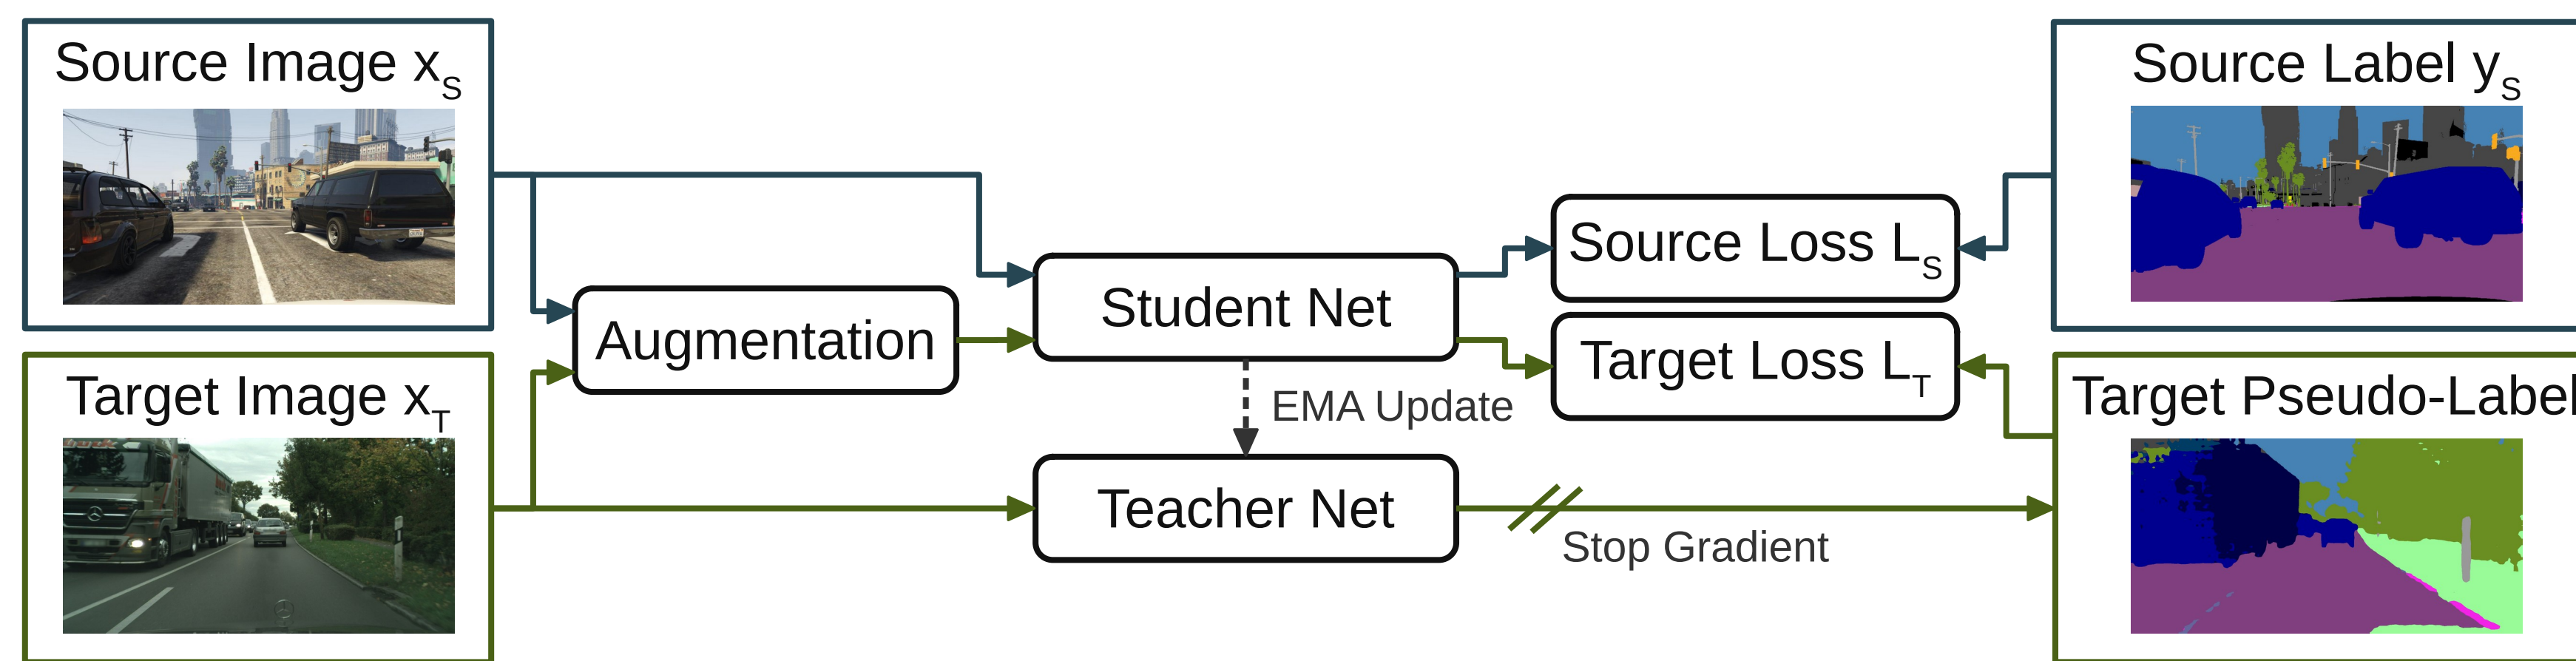 Source Image xS
Source Label yS
Source Loss LS
Student Net
Augmentation
Target Loss LT
Target Image xT
EMA Update
Target Pseudo-Label
Teacher Net
Stop Gradient